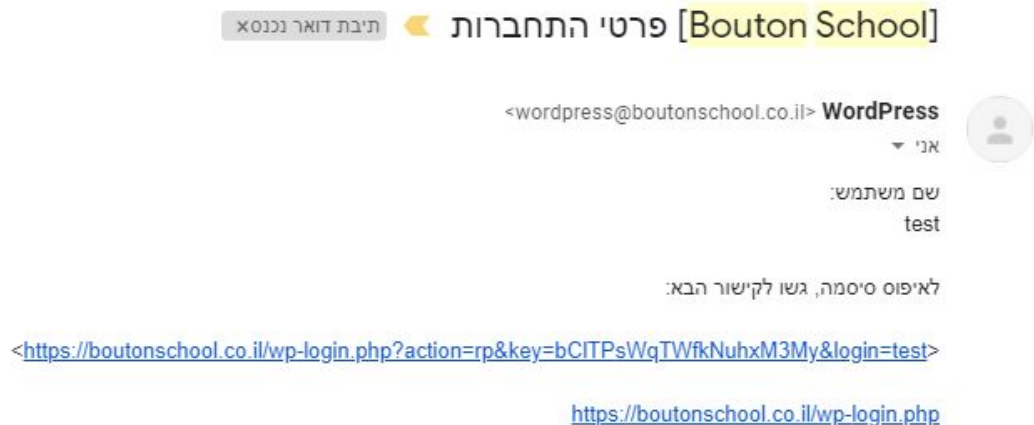 [Bouton School] פרטי התחברות
תיבת דואר נכנס x
WordPress <wordpress@boutonschool.co.il>
אני
שם משתמש:
test
לאיפוס סיסמה, גשו לקישור הבא:
<https://boutonschool.co.il/wp-login.php?action=rp&key=bCITPsWqTWfkNuhxM3My&login=test>
https://boutonschool.co.il/wp-login.php